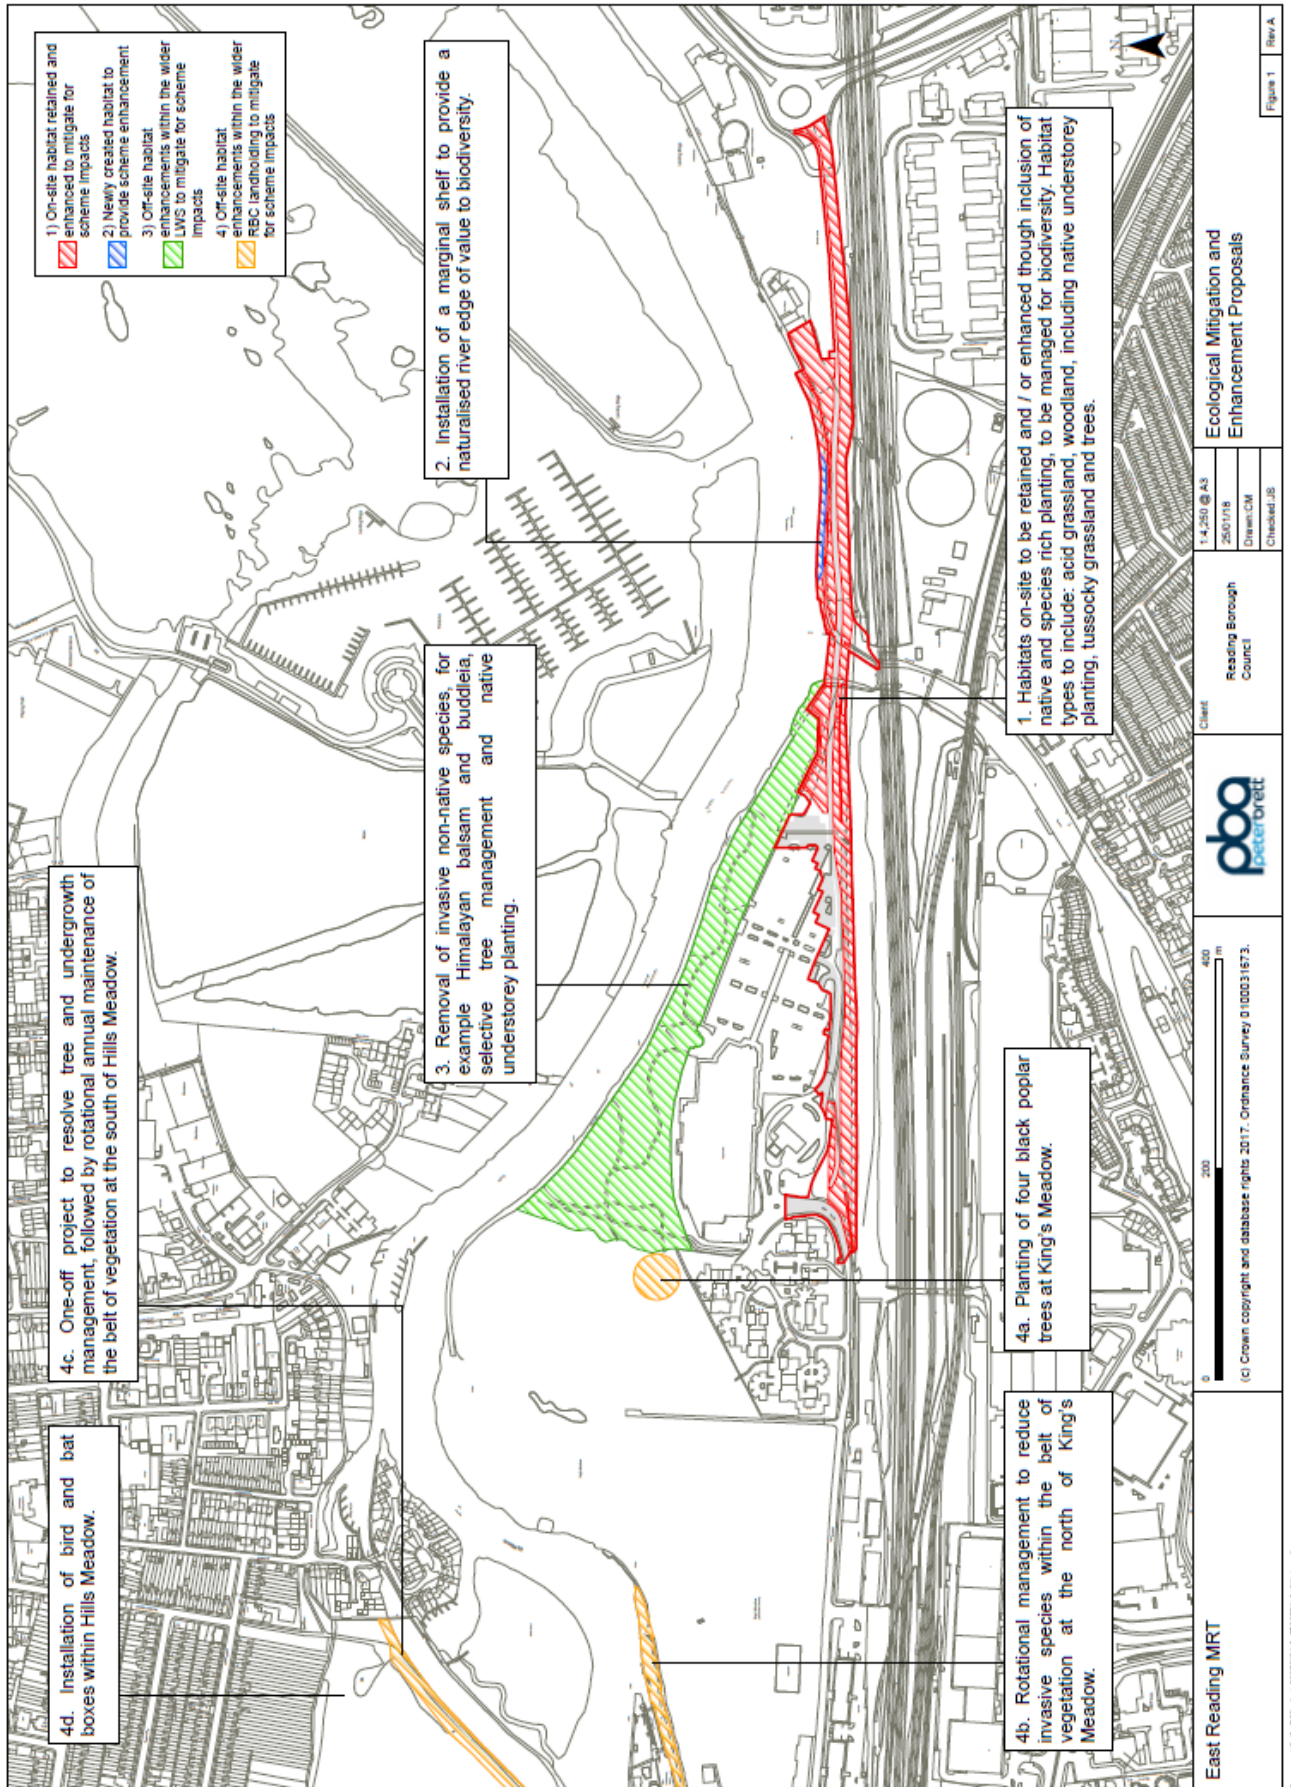 1) On-site habitat retained and
enhanced to mitigate for
scheme impacts
2) Newly created habitat to
provide scheme enhancement
3) Off-site habitat
enhancements within the wider
LWS to mitigate for scheme
impacts
4) Off-site habitat
enhancements within the wider
RBC landholding to mitigate
for scheme impacts
4d. Installation of bird and bat
boxes within Hills Meadow.
4c. One-off project to resolve tree and undergrowth
management, followed by rotational annual maintenance of
the belt of vegetation at the south of Hills Meadow.
3. Removal of invasive non-native species, for
example Himalayan balsam and buddleia,
selective tree management and native
understorey planting.
2. Installation of a marginal shelf to provide a
naturalised river edge of value to biodiversity.
4b. Rotational management to reduce
invasive species within the belt of
vegetation at the north of King's
Meadow.
4a. Planting of four black poplar
trees at King's Meadow.
1. Habitats on-site to be retained and / or enhanced though inclusion of
native and species rich planting, to be managed for biodiversity. Habitat
types to include: acid grassland, woodland, including native understorey
planting, tussocky grassland and trees.
N
East Reading MRT
0 200 400
m
(c) Crown copyright and database rights 2017. Ordnance Survey 0100031673.
pba
peterbrett
Client
Reading Borough
Council
1:4,250 @ A3
25/01/18
Drawn:CM
Checked:JS
Ecological Mitigation and
Enhancement Proposals
Figure 1
Rev A